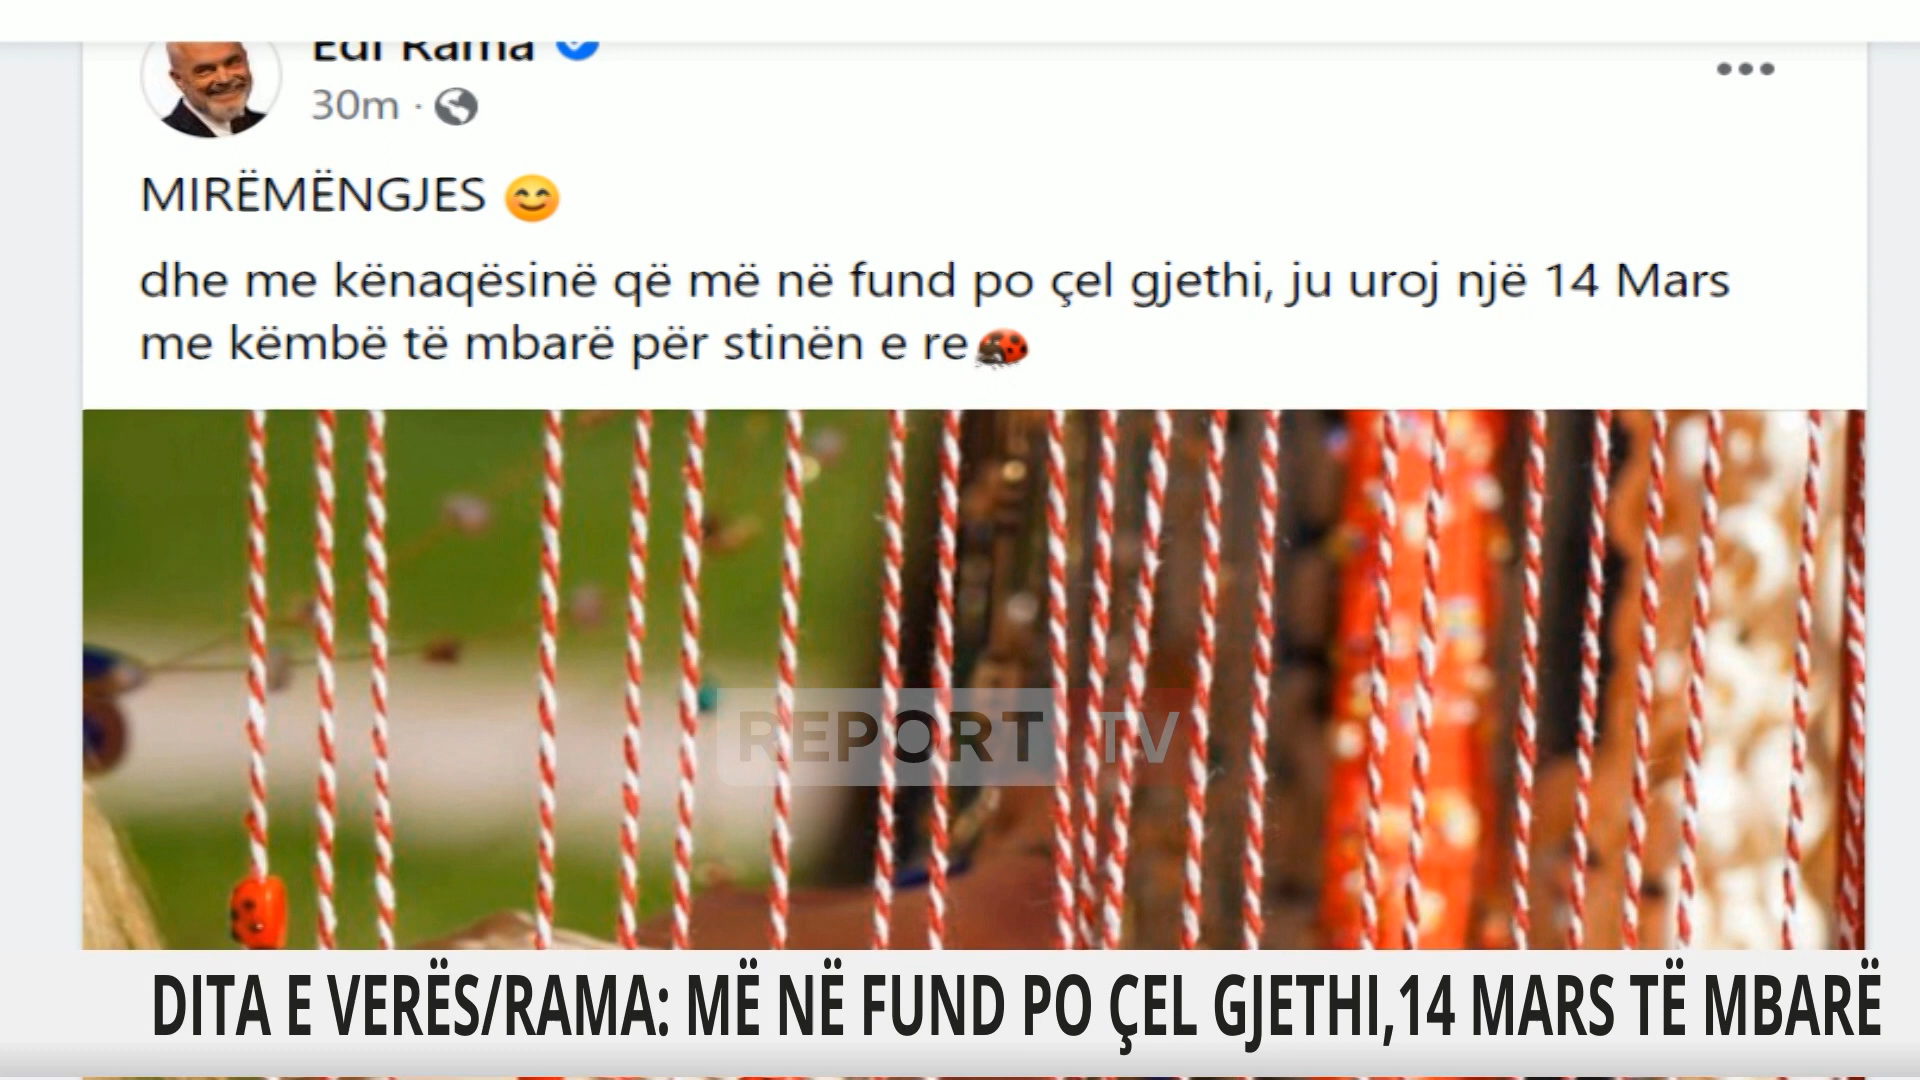 Edi Rama
30m ·
MIRËMËNGJES 😊
dhe me kënaqësinë që më në fund po çel gjethi, ju uroj një 14 Mars
me këmbë të mbarë për stinën e re🐞
REPORT TV
DITA E VERËS/RAMA: MË NË FUND PO ÇEL GJETHI,14 MARS TË MBARË